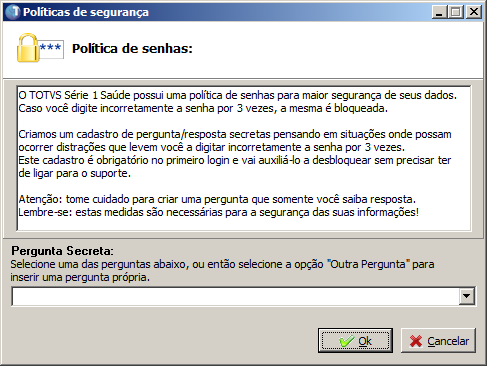 Políticas de segurança
***
Política de senhas:
O TOTVS Série 1 Saúde possui uma política de senhas para maior segurança de seus dados.
Caso você digite incorretamente a senha por 3 vezes, a mesma é bloqueada.
Criamos um cadastro de pergunta/resposta secretas pensando em situações onde possam
ocorrer distrações que levem você a digitar incorretamente a senha por 3 vezes.
Este cadastro é obrigatório no primeiro login e vai auxiliá-lo a desbloquear sem precisar ter
de ligar para o suporte.
Atenção: tome cuidado para criar uma pergunta que somente você saiba resposta.
Lembre-se: estas medidas são necessárias para a segurança das suas informações!
Pergunta Secreta:
Selecione uma das perguntas abaixo, ou então selecione a opção "Outra Pergunta" para
inserir uma pergunta própria.
Ok
Cancelar